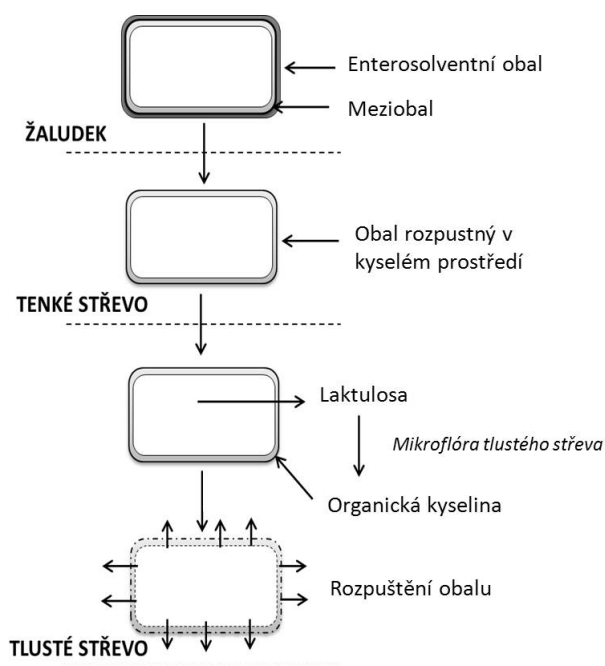 Enterosolventní obal
Meziobal
ŽALUDEK
Obal rozpustný v
kyselém prostředí
TENKÉ STŘEVO
Laktulosa
Mikroflóra tlustého střeva
Organická kyselina
Rozpuštění obalu
TLUSTÉ STŘEVO